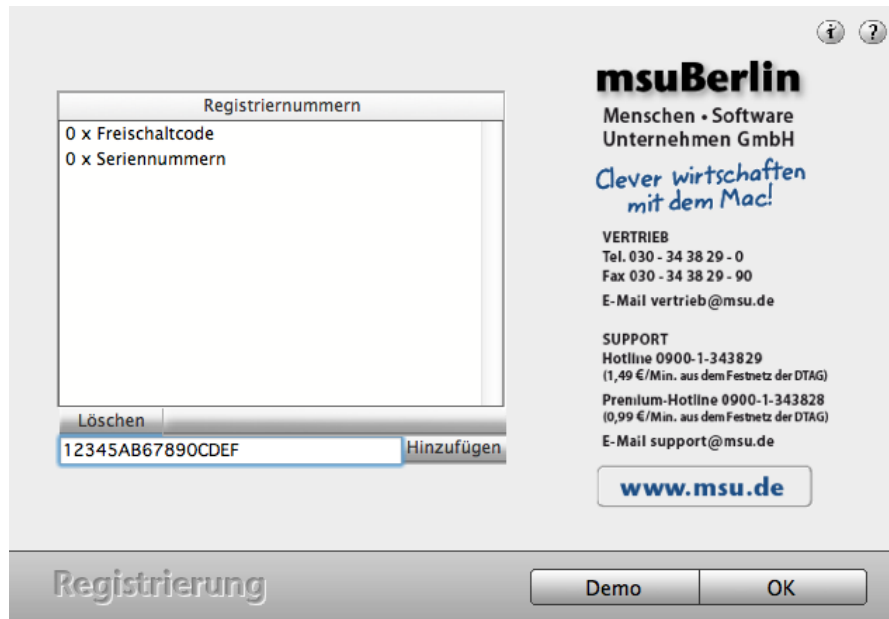 Registriernummern
0 x Freischaltcode
0 x Seriennummern
Löschen
12345AB67890CDEF
Hinzufügen
i ?
msuBerlin
Menschen • Software
Unternehmen GmbH
Clever wirtschaften
mit dem Mac!
VERTRIEB
Tel. 030 - 34 38 29 - 0
Fax 030 - 34 38 29 - 90
E-Mail vertrieb@msu.de
SUPPORT
Hotline 0900-1-343829
(1,49 €/Min. aus dem Festnetz der DTAG)
Premium-Hotline 0900-1-343828
(0,99 €/Min. aus dem Festnetz der DTAG)
E-Mail support@msu.de
www.msu.de
Registrierung
Demo
OK